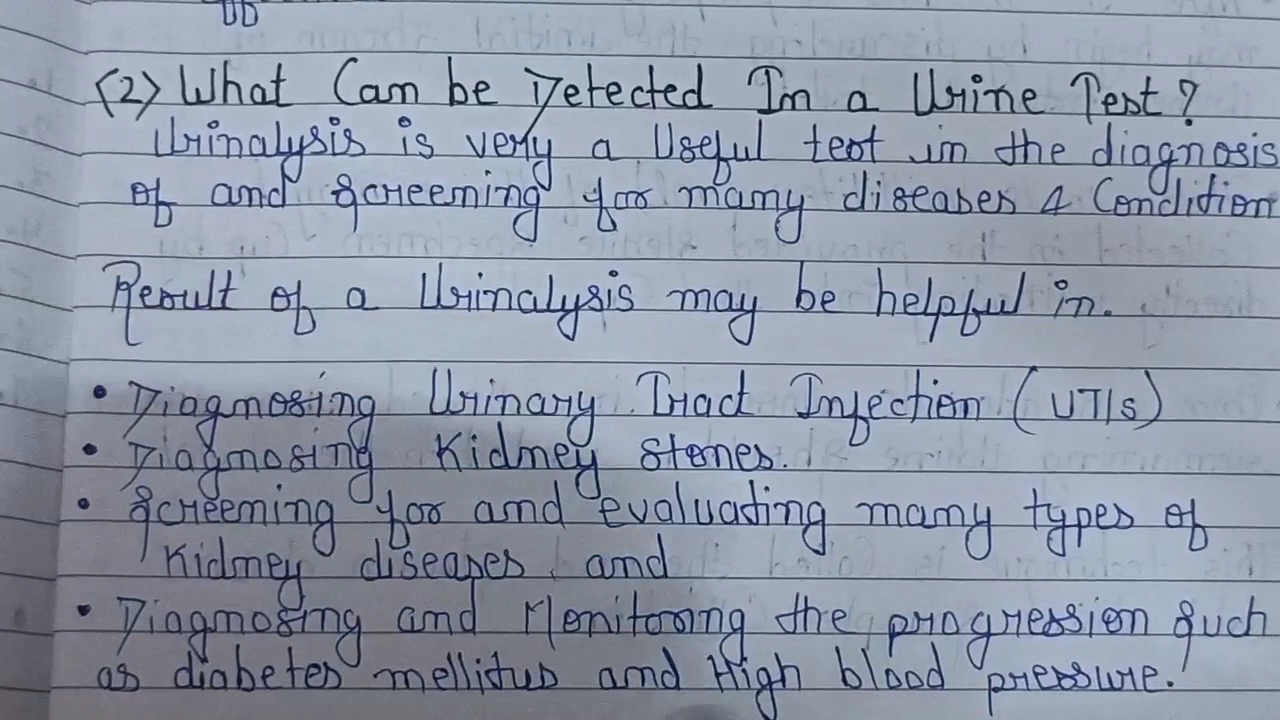 (2) What Can be Detected In a Urine Test?
Urinalysis is very a Useful test in the diagnosis
of and screening for many diseases & Condition
Result of a Urinalysis may be helpful in.
• Diagnosing Urinary Tract Infection (UTIs)
• Diagnosing Kidney Stones.
• Screening for and evaluating many types of
Kidney diseases and
• Diagnosing and Monitoring the progression such
as diabetes mellitus and High blood pressure.